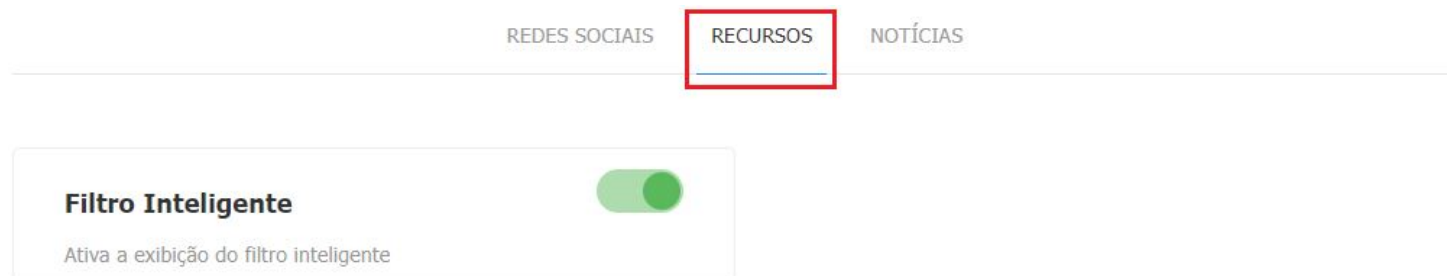 REDES SOCIAIS RECURSOS NOTÍCIAS
Filtro Inteligente
Ativa a exibição do filtro inteligente